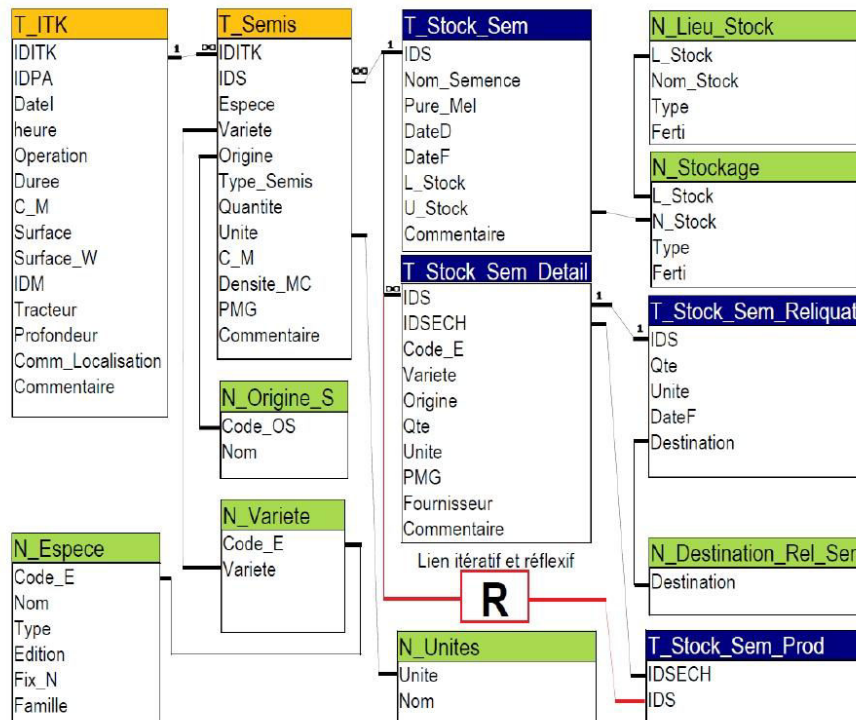 T_ITK
IDITK
IDPA
DateI
heure
Operation
Duree
C_M
Surface
Surface_W
IDM
Tracteur
Profondeur
Comm_Localisation
Commentaire
1
∞
T_Semis
IDITK
IDS
Espece
Variete
Origine
Type_Semis
Quantite
Unite
C_M
Densite_MC
PMG
Commentaire
∞
1
T_Stock_Sem
IDS
Nom_Semence
Pure_Mel
DateD
DateF
L_Stock
U_Stock
Commentaire
N_Lieu_Stock
L_Stock
Nom_Stock
Type
Ferti
N_Stockage
L_Stock
N_Stock
Type
Ferti
T_Stock_Sem_Detail
∞
IDS
IDSECH
Code_E
Variete
Origine
Qte
Unite
PMG
Fournisseur
Commentaire
1
1
T_Stock_Sem_Reliquat
IDS
Qte
Unite
DateF
Destination
N_Origine_S
Code_OS
Nom
N_Variete
Code_E
Variete
N_Espece
Code_E
Nom
Type
Edition
Fix_N
Famille
Lien itératif et réflexif
R
N_Destination_Rel_Sem
Destination
N_Unites
Unite
Nom
T_Stock_Sem_Prod
IDSECH
IDS